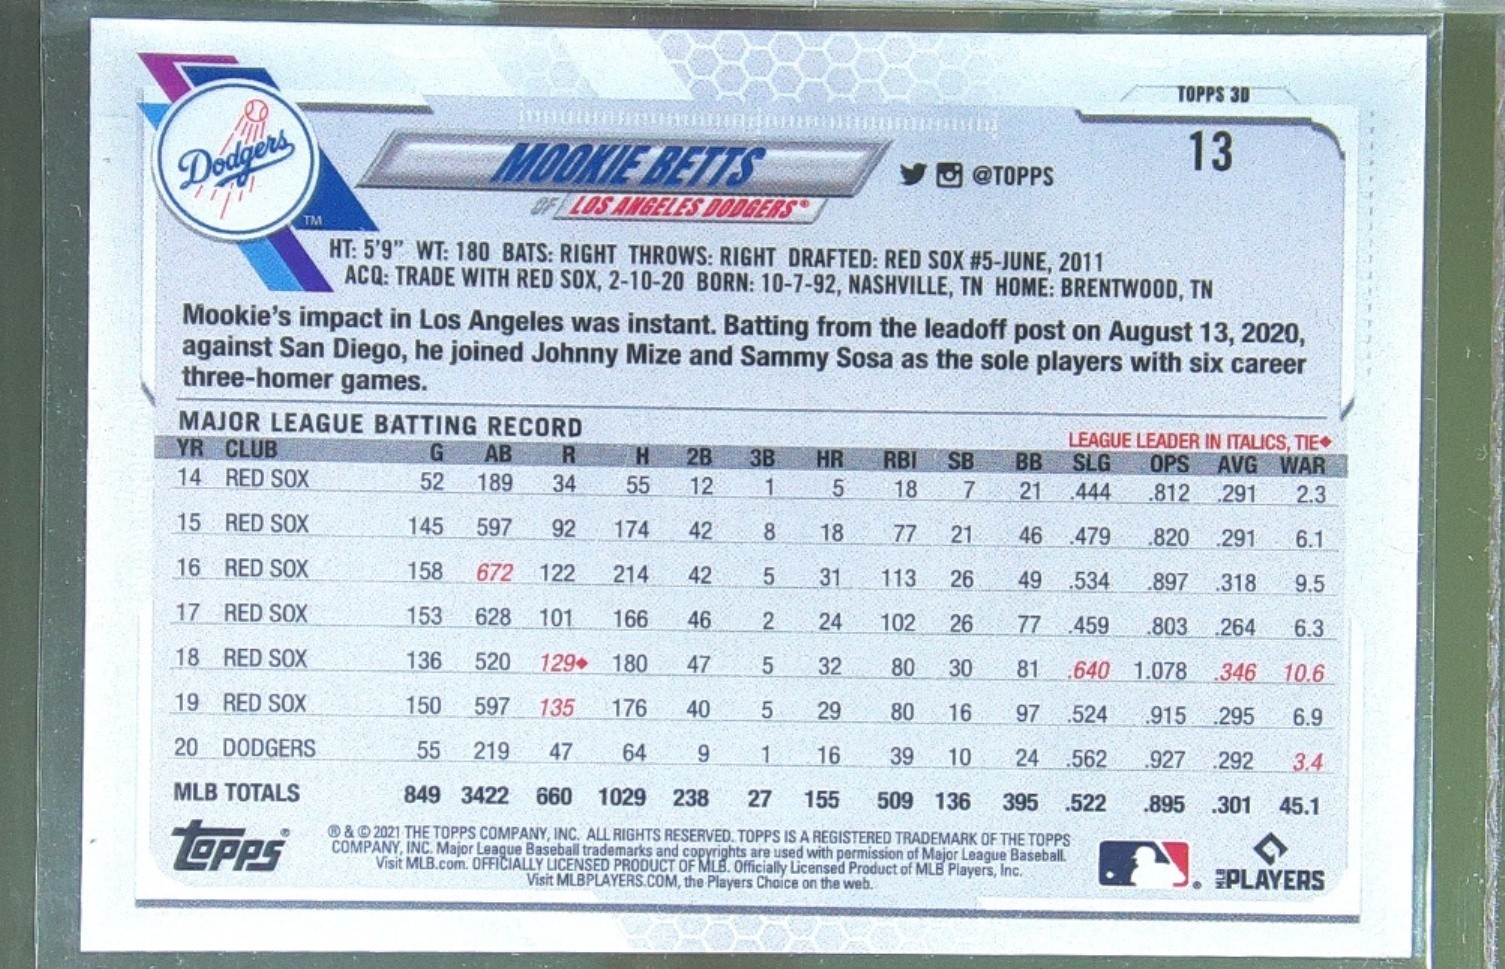 TOPPS 3D
13
Dodgers
TM
MOOKIE BETTS
@TOPPS
OF LOS ANGELES DODGERS®
HT: 5'9" WT: 180 BATS: RIGHT THROWS: RIGHT DRAFTED: RED SOX #5-JUNE, 2011
ACQ: TRADE WITH RED SOX, 2-10-20 BORN: 10-7-92, NASHVILLE, TN HOME: BRENTWOOD, TN
Mookie's impact in Los Angeles was instant. Batting from the leadoff post on August 13, 2020,
against San Diego, he joined Johnny Mize and Sammy Sosa as the sole players with six career
three-homer games.
MAJOR LEAGUE BATTING RECORD
LEAGUE LEADER IN ITALICS, TIE♦
YR CLUB G AB R H 2B 3B HR RBI SB BB SLG OPS AVG WAR
14 RED SOX 52 189 34 55 12 1 5 18 7 21 .444 .812 .291 2.3
15 RED SOX 145 597 92 174 42 8 18 77 21 46 .479 .820 .291 6.1
16 RED SOX 158 672 122 214 42 5 31 113 26 49 .534 .897 .318 9.5
17 RED SOX 153 628 101 166 46 2 24 102 26 77 .459 .803 .264 6.3
18 RED SOX 136 520 129♦ 180 47 5 32 80 30 81 .640 1.078 .346 10.6
19 RED SOX 150 597 135 176 40 5 29 80 16 97 .524 .915 .295 6.9
20 DODGERS 55 219 47 64 9 1 16 39 10 24 .562 .927 .292 3.4
MLB TOTALS 849 3422 660 1029 238 27 155 509 136 395 .522 .895 .301 45.1
Topps®
® & © 2021 THE TOPPS COMPANY, INC. ALL RIGHTS RESERVED. TOPPS IS A REGISTERED TRADEMARK OF THE TOPPS
COMPANY, INC. Major League Baseball trademarks and copyrights are used with permission of Major League Baseball.
Visit MLB.com. OFFICIALLY LICENSED PRODUCT OF MLB. Officially Licensed Product of MLB Players, Inc.
Visit MLBPLAYERS.COM, the Players Choice on the web.
®
MLB PLAYERS